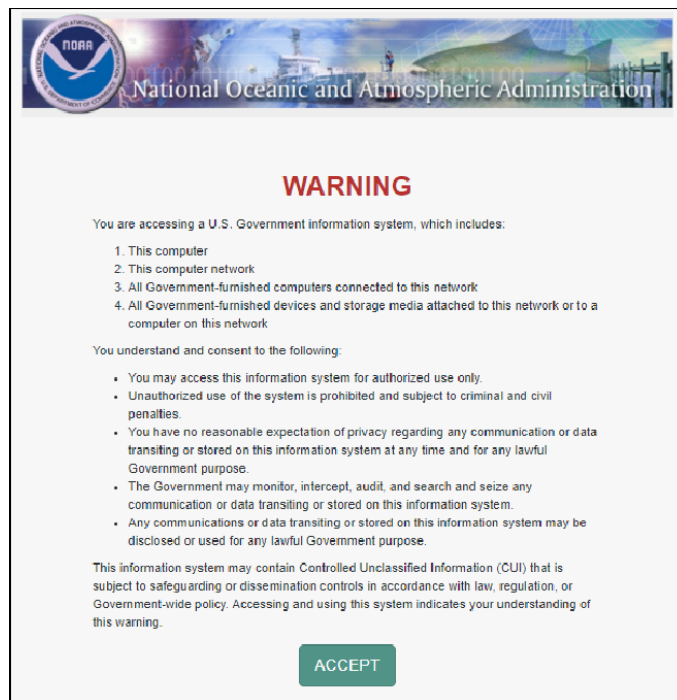 NOAA
NATIONAL OCEANIC AND ATMOSPHERIC ADMINISTRATION
U.S. DEPARTMENT OF COMMERCE
National Oceanic and Atmospheric Administration
WARNING
You are accessing a U.S. Government information system, which includes:
1. This computer
2. This computer network
3. All Government-furnished computers connected to this network
4. All Government-furnished devices and storage media attached to this network or to a
computer on this network
You understand and consent to the following:
• You may access this information system for authorized use only.
• Unauthorized use of the system is prohibited and subject to criminal and civil
penalties.
• You have no reasonable expectation of privacy regarding any communication or data
transiting or stored on this information system at any time and for any lawful
Government purpose.
• The Government may monitor, intercept, audit, and search and seize any
communication or data transiting or stored on this information system.
• Any communications or data transiting or stored on this information system may be
disclosed or used for any lawful Government purpose.
This information system may contain Controlled Unclassified Information (CUI) that is
subject to safeguarding or dissemination controls in accordance with law, regulation, or
Government-wide policy. Accessing and using this system indicates your understanding of
this warning.
ACCEPT